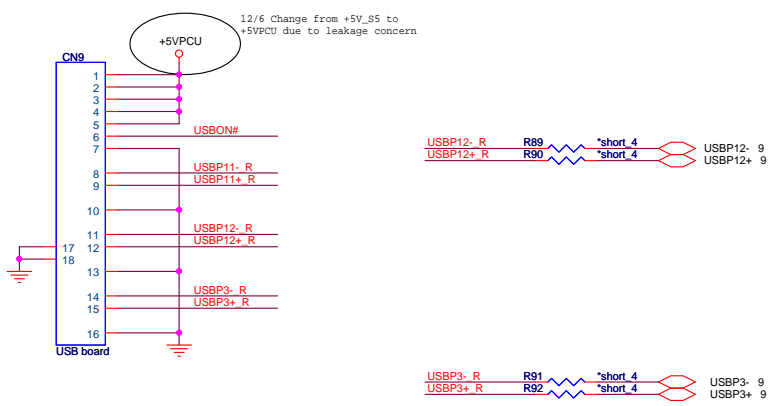 12/6 Change from +5V_S5 to
+5VPCU due to leakage concern
+5VPCU
CN9
1
2
3
4
5
6 USBON#
7
8 USBP11-_R
9 USBP11+_R
10
11 USBP12-_R
17 12 USBP12+_R
18
13
14 USBP3-_R
15 USBP3+_R
16
USB board
USBP12-_R R89 *short_4 USBP12- 9
USBP12+_R R90 *short_4 USBP12+ 9
USBP3-_R R91 *short_4 USBP3- 9
USBP3+_R R92 *short_4 USBP3+ 9